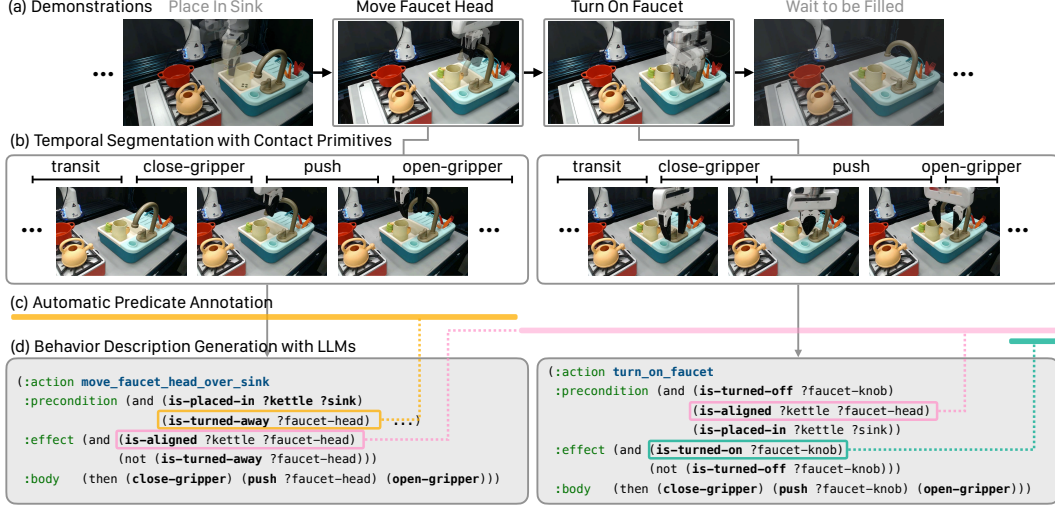 (a) Demonstrations
Place In Sink
Move Faucet Head
Turn On Faucet
Wait to be Filled
•••
•••
(b) Temporal Segmentation with Contact Primitives
transit
close-gripper
push
open-gripper
•••
•••
transit
close-gripper
push
open-gripper
•••
•••
(c) Automatic Predicate Annotation
(d) Behavior Description Generation with LLMs
(:action move_faucet_head_over_sink
:precondition (and (is-placed-in ?kettle ?sink)
(is-turned-away ?faucet-head) ...)
:effect (and (is-aligned ?kettle ?faucet-head)
(not (is-turned-away ?faucet-head)))
:body (then (close-gripper) (push ?faucet-head) (open-gripper)))
(:action turn_on_faucet
:precondition (and (is-turned-off ?faucet-knob)
(is-aligned ?kettle ?faucet-head)
(is-placed-in ?kettle ?sink))
:effect (and (is-turned-on ?faucet-knob)
(not (is-turned-off ?faucet-knob)))
:body (then (close-gripper) (push ?faucet-knob) (open-gripper)))